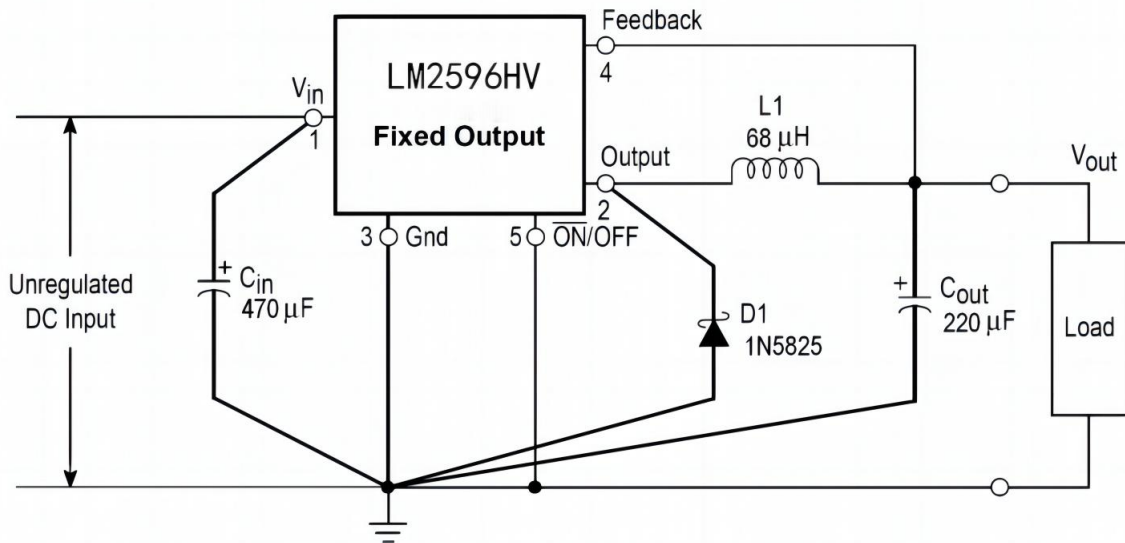 Feedback
4
LM2596HV
Fixed Output
Vin
1
L1
68 μH
Output
2
Vout
3 Gnd
5 ON/OFF
Unregulated
DC Input
+
Cin
470 μF
D1
1N5825
+
Cout
220 μF
Load